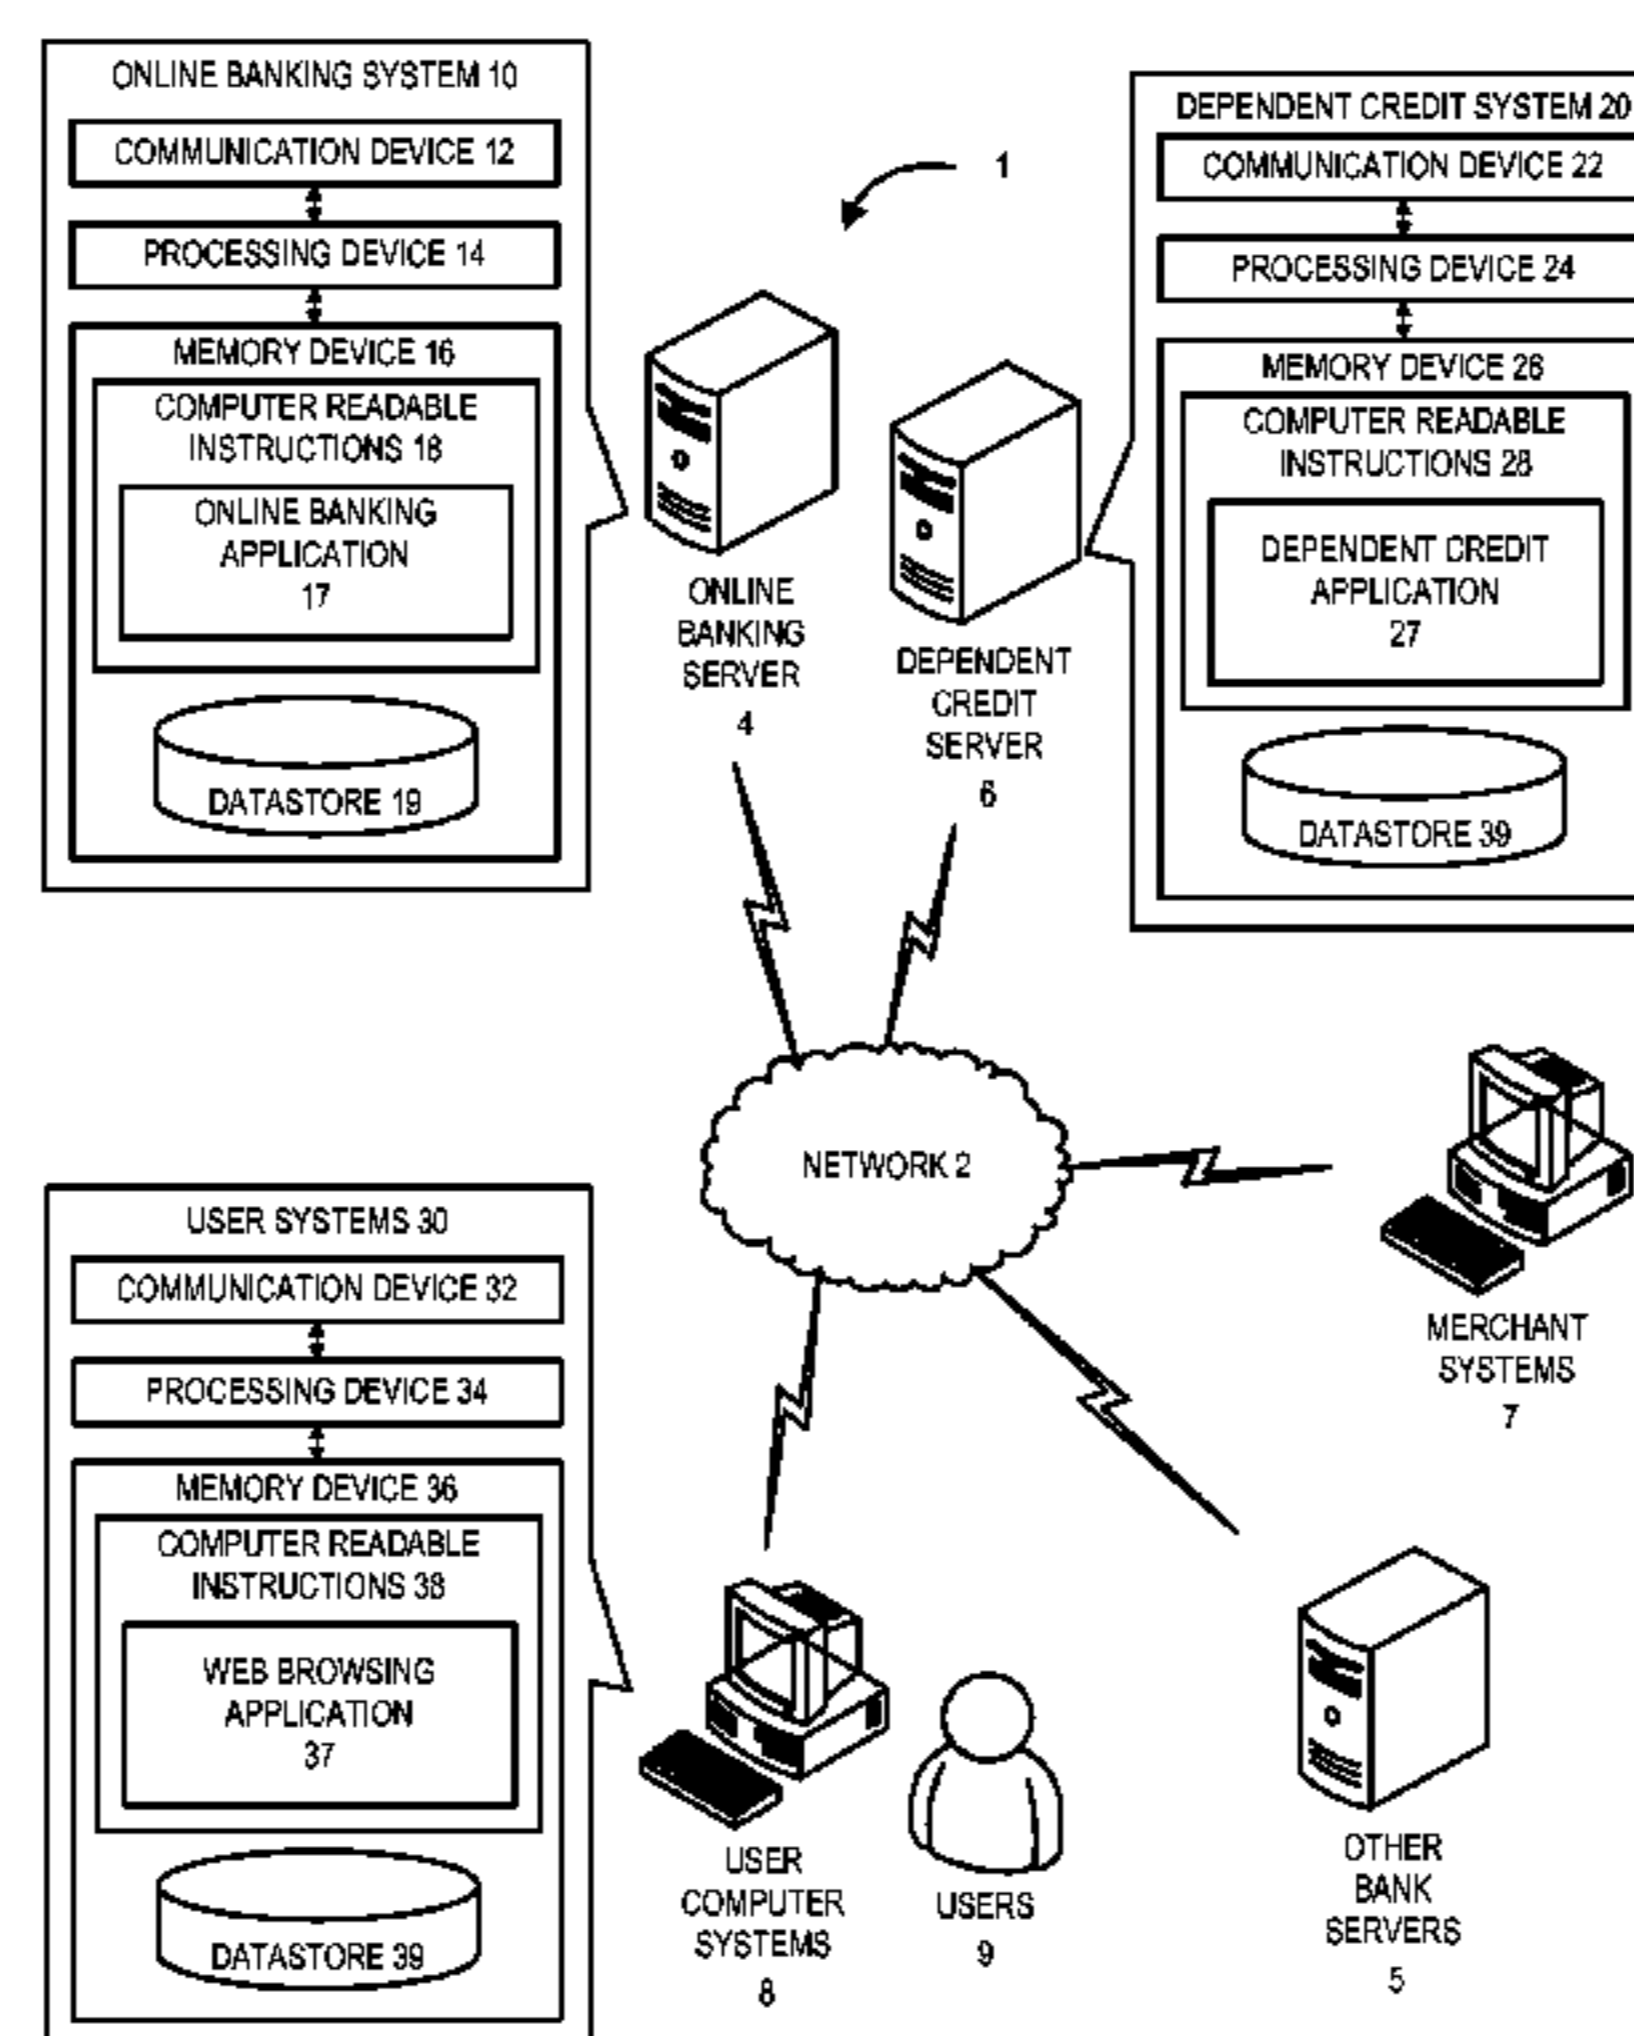 ONLINE BANKING SYSTEM 10
COMMUNICATION DEVICE 12
PROCESSING DEVICE 14
MEMORY DEVICE 16
COMPUTER READABLE
INSTRUCTIONS 18
ONLINE BANKING
APPLICATION
17
DATASTORE 19
1
ONLINE
BANKING
SERVER
4
DEPENDENT
CREDIT
SERVER
6
DEPENDENT CREDIT SYSTEM 20
COMMUNICATION DEVICE 22
PROCESSING DEVICE 24
MEMORY DEVICE 26
COMPUTER READABLE
INSTRUCTIONS 28
DEPENDENT CREDIT
APPLICATION
27
DATASTORE 39
NETWORK 2
MERCHANT
SYSTEMS
7
USER SYSTEMS 30
COMMUNICATION DEVICE 32
PROCESSING DEVICE 34
MEMORY DEVICE 36
COMPUTER READABLE
INSTRUCTIONS 38
WEB BROWSING
APPLICATION
37
DATASTORE 39
USER
COMPUTER
SYSTEMS
8
USERS
9
OTHER
BANK
SERVERS
5